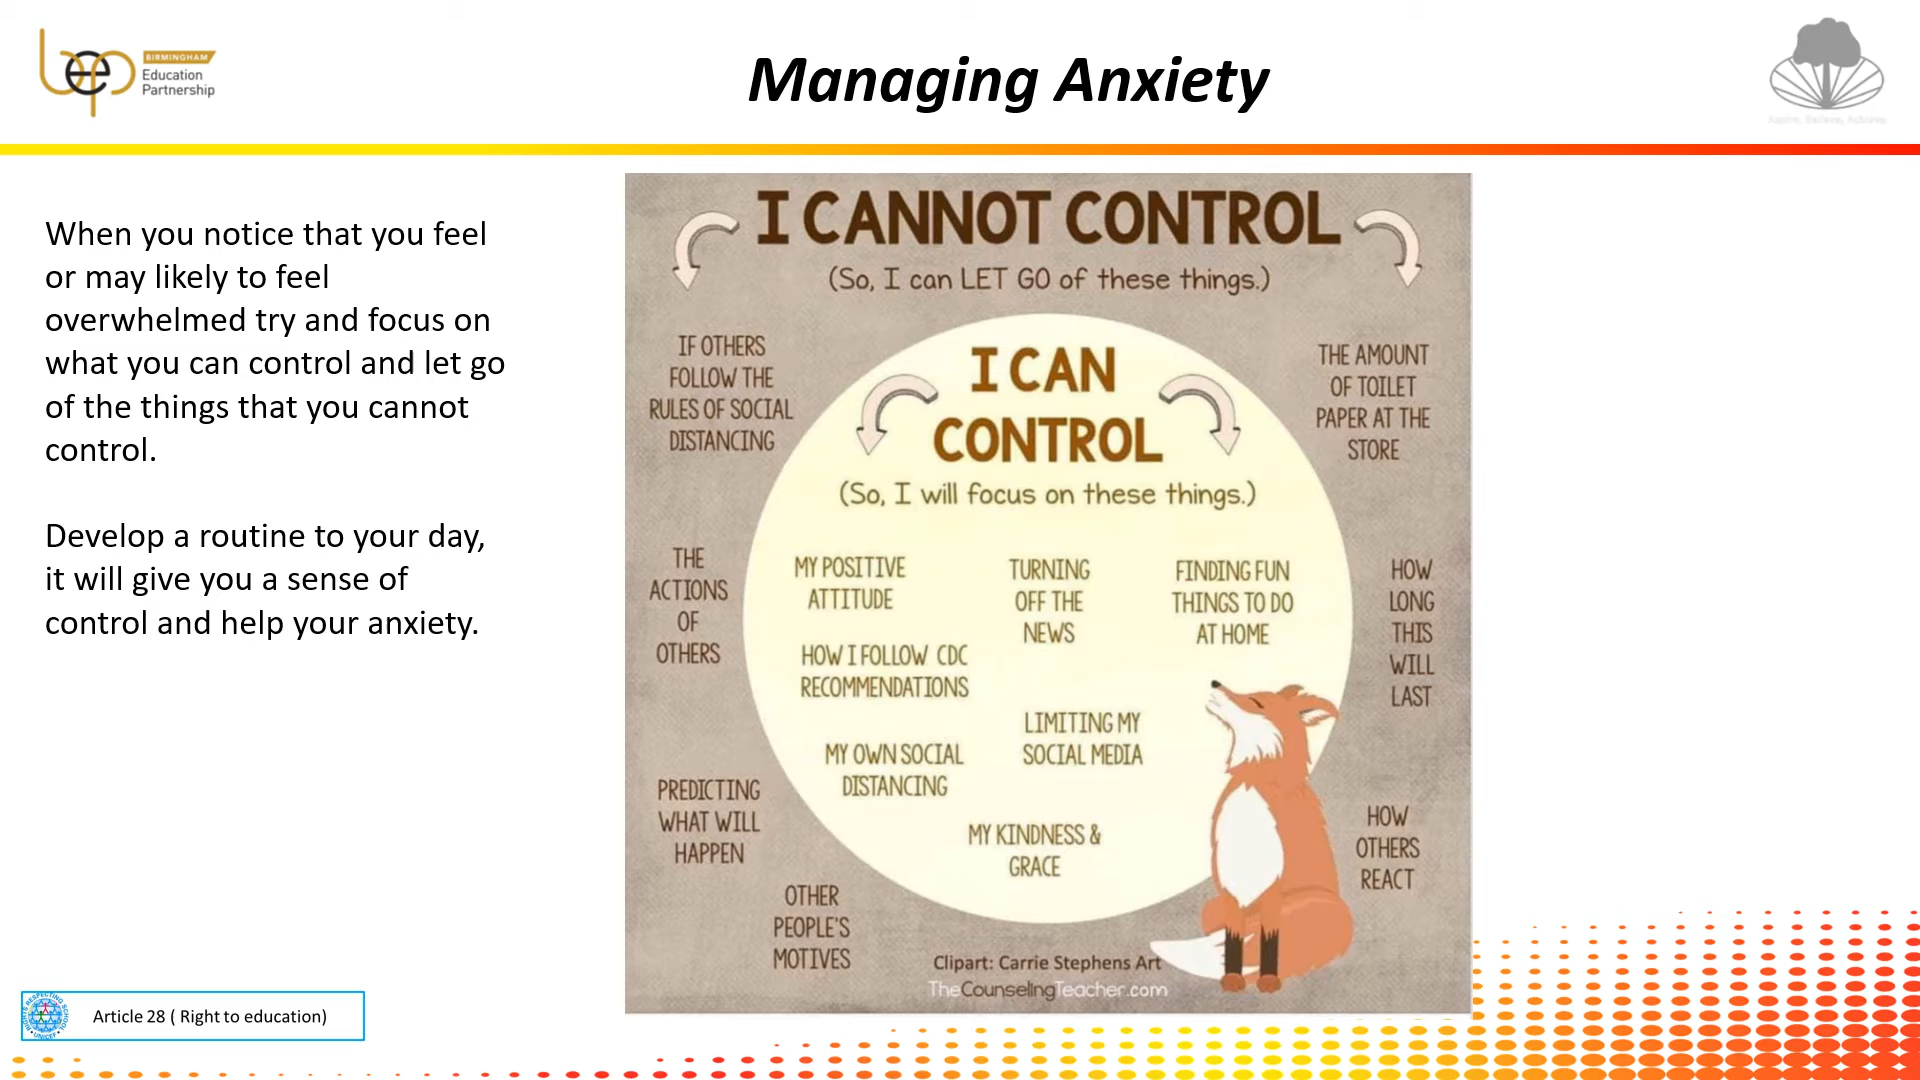 BIRMINGHAM
Education
Partnership
Managing Anxiety
Aspire, Believe, Achieve
When you notice that you feel
or may likely to feel
overwhelmed try and focus on
what you can control and let go
of the things that you cannot
control.
Develop a routine to your day,
it will give you a sense of
control and help your anxiety.
I CANNOT CONTROL
(So, I can LET GO of these things.)
IF OTHERS
FOLLOW THE
RULES OF SOCIAL
DISTANCING
THE AMOUNT
OF TOILET
PAPER AT THE
STORE
I CAN
CONTROL
(So, I will focus on these things.)
THE
ACTIONS
OF
OTHERS
MY POSITIVE
ATTITUDE
TURNING
OFF THE
NEWS
FINDING FUN
THINGS TO DO
AT HOME
HOW
LONG
THIS
WILL
LAST
HOW I FOLLOW CDC
RECOMMENDATIONS
LIMITING MY
SOCIAL MEDIA
MY OWN SOCIAL
DISTANCING
PREDICTING
WHAT WILL
HAPPEN
MY KINDNESS &
GRACE
HOW
OTHERS
REACT
OTHER
PEOPLE'S
MOTIVES
Clipart: Carrie Stephens Art
TheCounselingTeacher.com
RIGHTS RESPECTING SCHOOL
UNICEF
Article 28 ( Right to education)